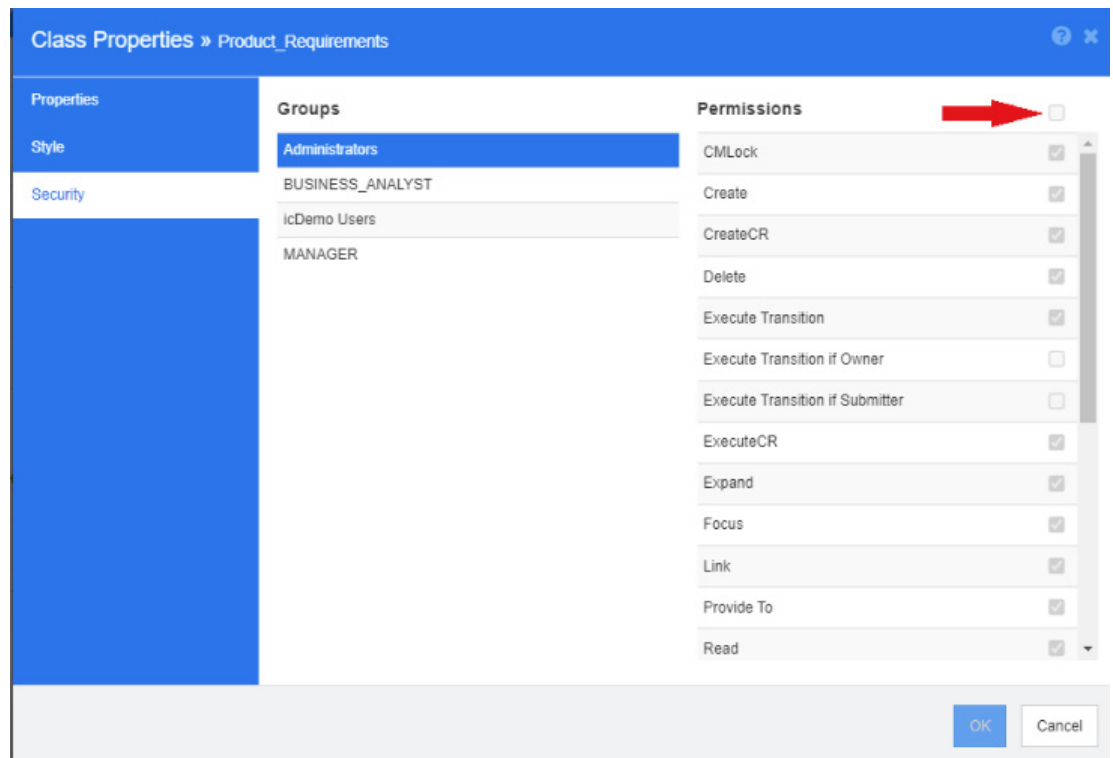 Class Properties » Product_Requirements
Properties
Style
Security
Groups
Administrators
BUSINESS_ANALYST
icDemo Users
MANAGER
Permissions
CMLock
Create
CreateCR
Delete
Execute Transition
Execute Transition if Owner
Execute Transition if Submitter
ExecuteCR
Expand
Focus
Link
Provide To
Read
OK
Cancel